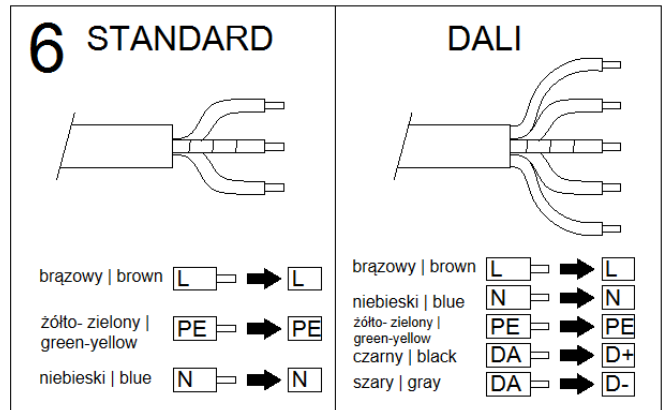 6 STANDARD
brązowy | brown L L
żółto- zielony |
green-yellow PE PE
niebieski | blue N N
DALI
brązowy | brown L L
niebieski | blue N N
żółto- zielony |
green-yellow PE PE
czarny | black DA D+
szary | gray DA D-